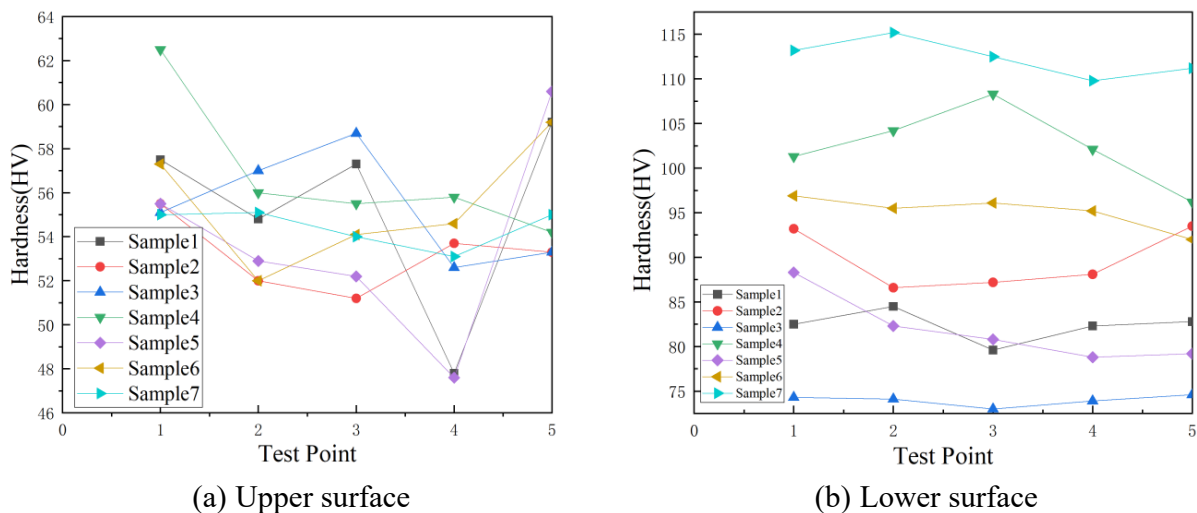 64
62
60
58
56
54
52
50
48
46
Hardness(HV)
Sample1
Sample2
Sample3
Sample4
Sample5
Sample6
Sample7
0 1 2 3 4 5
Test Point
(a) Upper surface
115
110
105
100
95
90
85
80
75
Hardness(HV)
Sample1
Sample2
Sample3
Sample4
Sample5
Sample6
Sample7
0 1 2 3 4 5
Test Point
(b) Lower surface